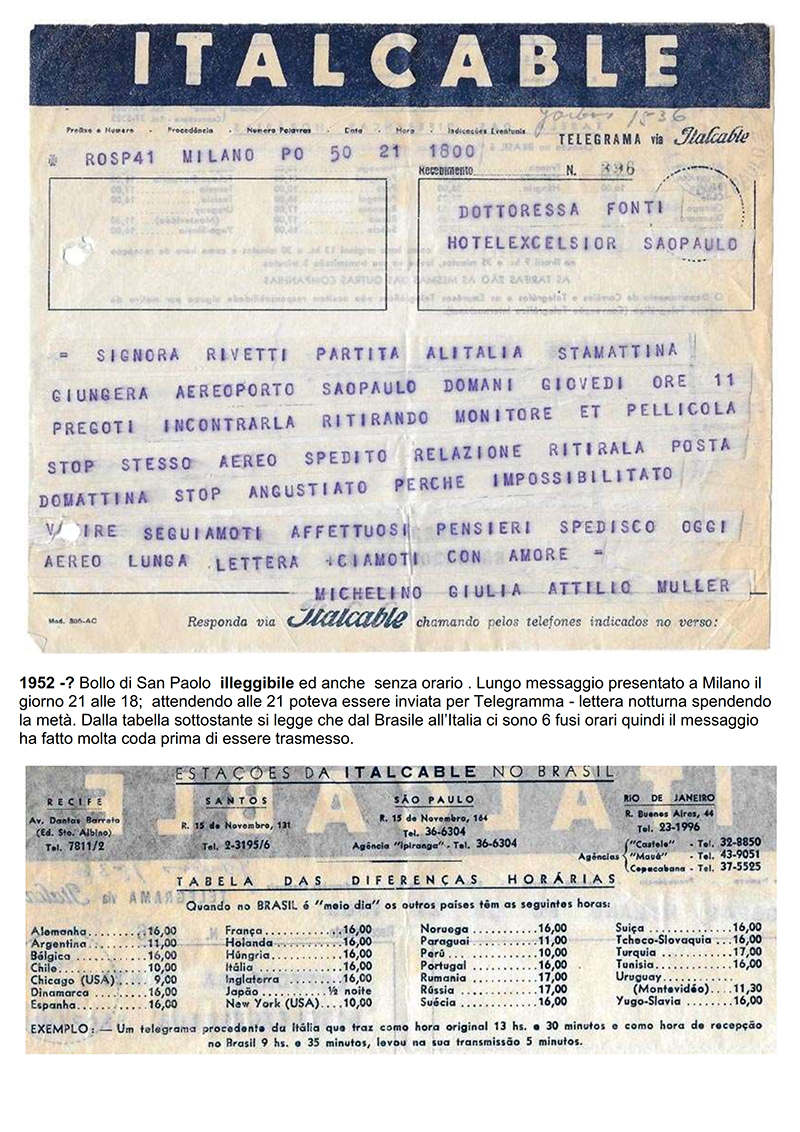 ITALCABLE
1536
Prefixo e Numero . Procedência . Numero Palavras . Data . Hora . Indicações Eventuais
TELEGRAMA via Italcable
ROSP41 MILANO PO 50 21 1800
Recebimento N. 396
DOTTORESSA FONTI
HOTELEXCELSIOR SAOPAULO
= SIGNORA RIVETTI PARTITA ALITALIA STAMATTINA
GIUNGERA AEREOPORTO SAOPAULO DOMANI GIOVEDI ORE 11
PREGOTI INCONTRARLA RITIRANDO MONITORE ET PELLICOLA
STOP STESSO AEREO SPEDITO RELAZIONE RITIRALA POSTA
DOMATTINA STOP ANGUSTIATO PERCHE IMPOSSIBILITATO
SEGUIAMOTI AFFETTUOSI PENSIERI SPEDISCO OGGI
AEREO LUNGA LETTERA +CIAMOTI CON AMORE =
MICHELINO GIULIA ATTILIO MULLER
Mod. 306-AC
Responda via Italcable chamando pelos telefones indicados no verso:
1952 -? Bollo di San Paolo illeggibile ed anche senza orario . Lungo messaggio presentato a Milano il
giorno 21 alle 18; attendendo alle 21 poteva essere inviata per Telegramma - lettera notturna spendendo
la metà. Dalla tabella sottostante si legge che dal Brasile all'Italia ci sono 6 fusi orari quindi il messaggio
ha fatto molta coda prima di essere trasmesso.
ESTAÇÕES DA ITALCABLE NO BRASIL
RECIFE
Av. Dantas Barreto
(Ed. Sto. Albino)
Tel. 7811/2
SANTOS
R. 15 de Novembro, 131
Tel. 2-3195/6
SÃO PAULO
R. 15 de Novembro, 164
Tel. 36-6304
Agência "Ipiranga" - Tel. 36-6304
RIO DE JANEIRO
R. Buenos Aires, 44
Tel. 23-1996
Agências "Castelo" - Tel. 32-8850
"Mauá" - Tel. 43-9051
Copacabana - Tel. 37-5525
TABELA DAS DIFERENÇAS HORÁRIAS
Quando no BRASIL é "meio dia" os outros países têm as seguintes horas:
Alemanha........16,00
Argentina........11,00
Bélgica........16,00
Chile........10,00
Chicago (USA)...9,00
Dinamarca........16,00
Espanha........16,00
França........16,00
Holanda........16,00
Húngria........16,00
Itália........16,00
Inglaterra........16,00
Japão........½ noite
New York (USA)....10,00
Noruega........16,00
Paraguai........11,00
Perú........10,00
Portugal........16,00
Rumania........17,00
Rússia........17,00
Suécia........16,00
Suiça........16,00
Tcheco-Slovaquia..16,00
Turquia........17,00
Tunisia........16,00
Uruguay........
(Montevidéo)....11,30
Yugo-Slavia......16,00
EXEMPLO: — Um telegrama procedente da Itália que traz como hora original 13 hs. e 30 minutos e como hora de recepção
no Brasil 9 hs. e 35 minutos, levou na sua transmissão 5 minutos.